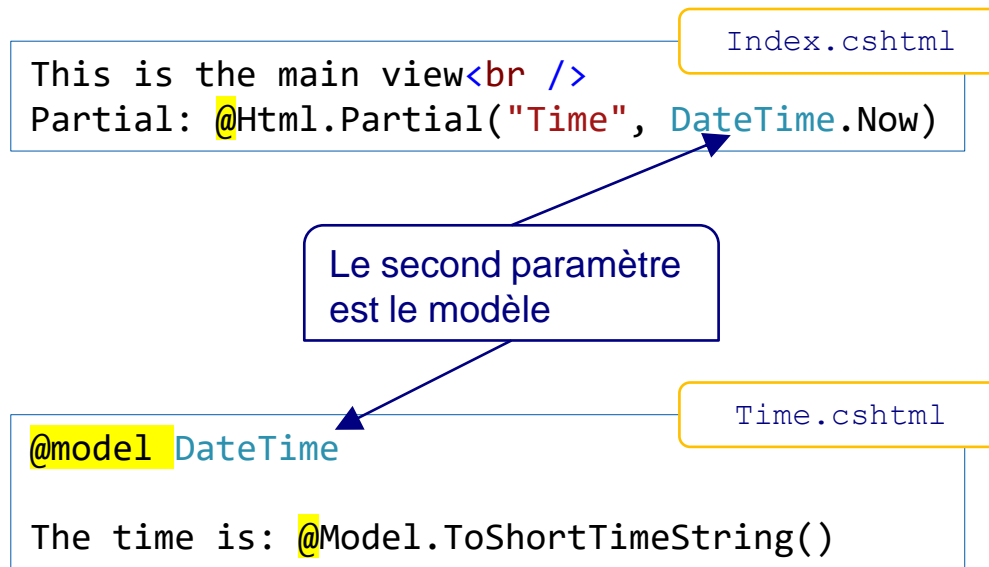 Index.cshtml
This is the main view<br />
Partial: @Html.Partial("Time", DateTime.Now)
Le second paramètre
est le modèle
Time.cshtml
@model DateTime
The time is: @Model.ToShortTimeString()